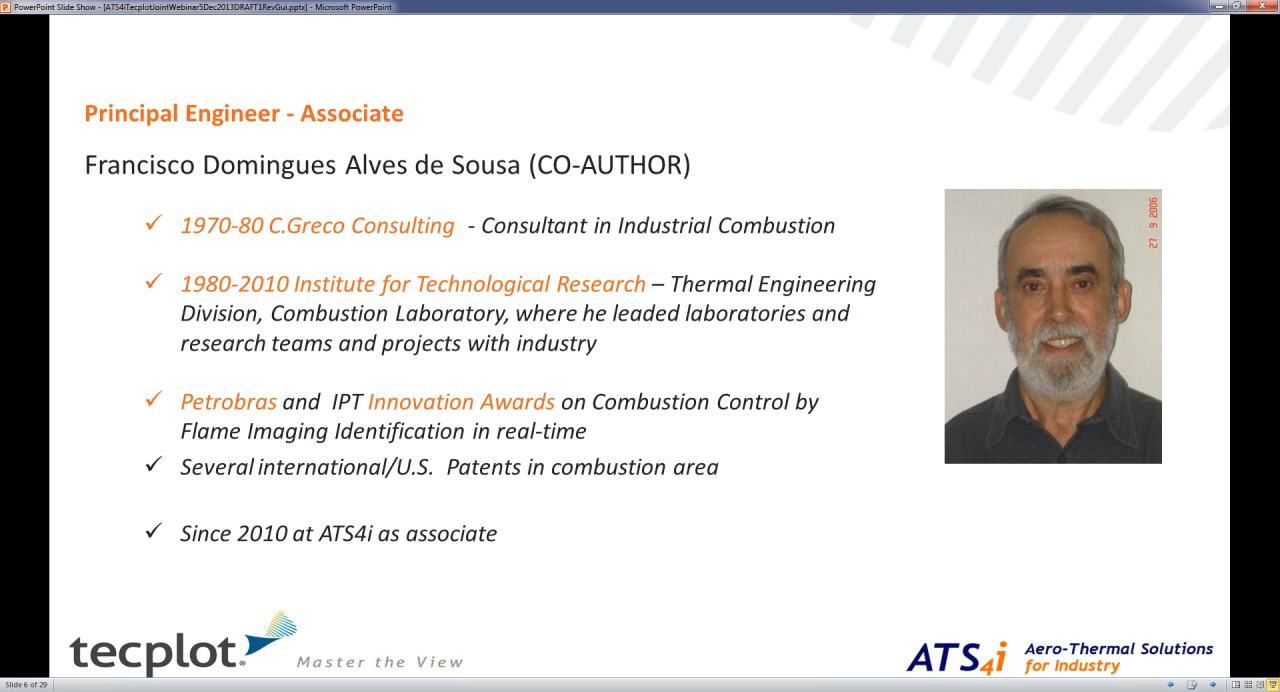 PowerPoint Slide Show - [ATS4iTecplotJointWebinar5Dec2013DRAFT1RevGui.pptx] - Microsoft PowerPoint
Principal Engineer - Associate
Francisco Domingues Alves de Sousa (CO-AUTHOR)
✓ 1970-80 C.Greco Consulting - Consultant in Industrial Combustion
✓ 1980-2010 Institute for Technological Research – Thermal Engineering
Division, Combustion Laboratory, where he leaded laboratories and
research teams and projects with industry
✓ Petrobras and IPT Innovation Awards on Combustion Control by
Flame Imaging Identification in real-time
✓ Several international/U.S. Patents in combustion area
✓ Since 2010 at ATS4i as associate
27 9 2006
tecplot®
Master the View
ATS4i
Aero-Thermal Solutions
for Industry
Slide 6 of 29